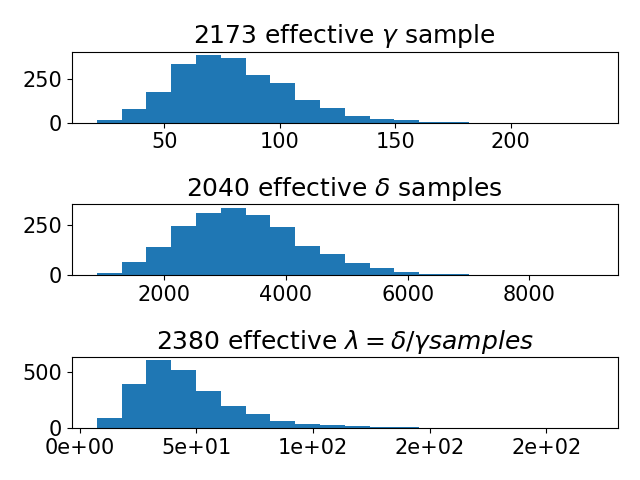 2173 effective γ sample
250
0
50 100 150 200
2040 effective δ samples
250
0
2000 4000 6000 8000
2380 effective λ = δ/γsamples
500
0
0e+00 5e+01 1e+02 2e+02 2e+02